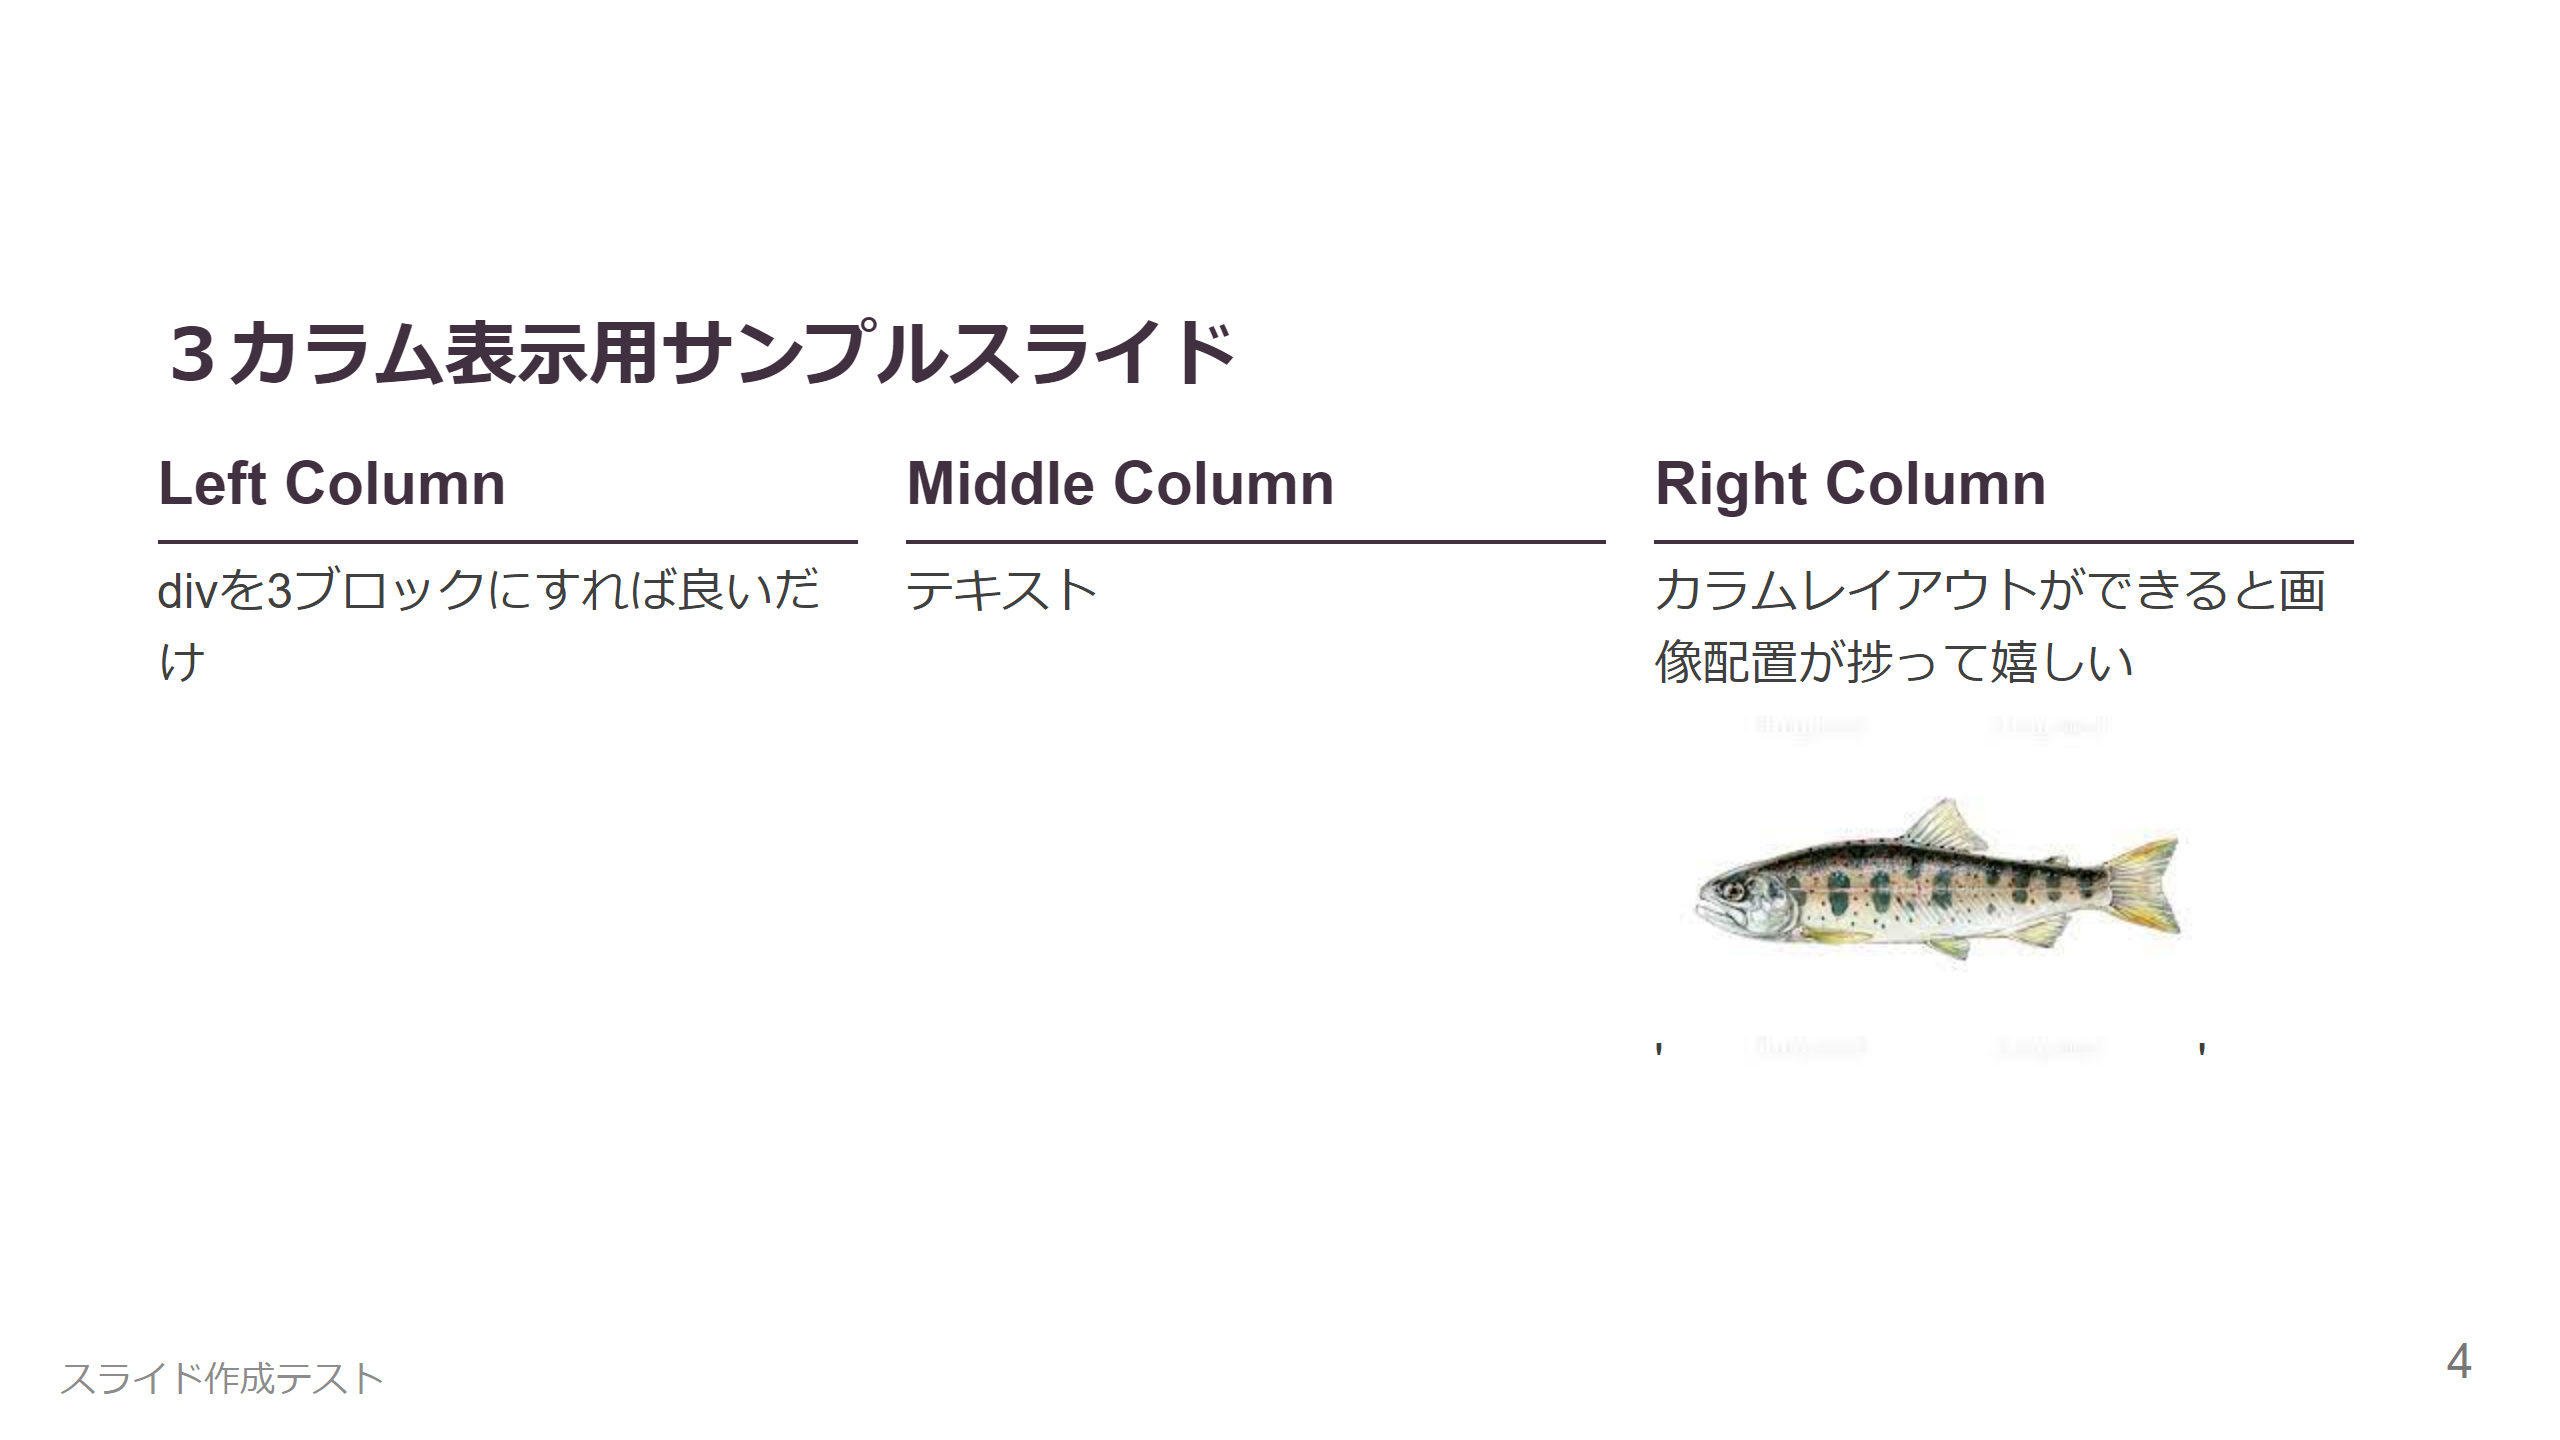 ３カラム表示用サンプルスライド
Left Column
divを3ブロックにすれば良いだ
け
Middle Column
テキスト
Right Column
カラムレイアウトができると画
像配置が捗って嬉しい
' '
スライド作成テスト
4